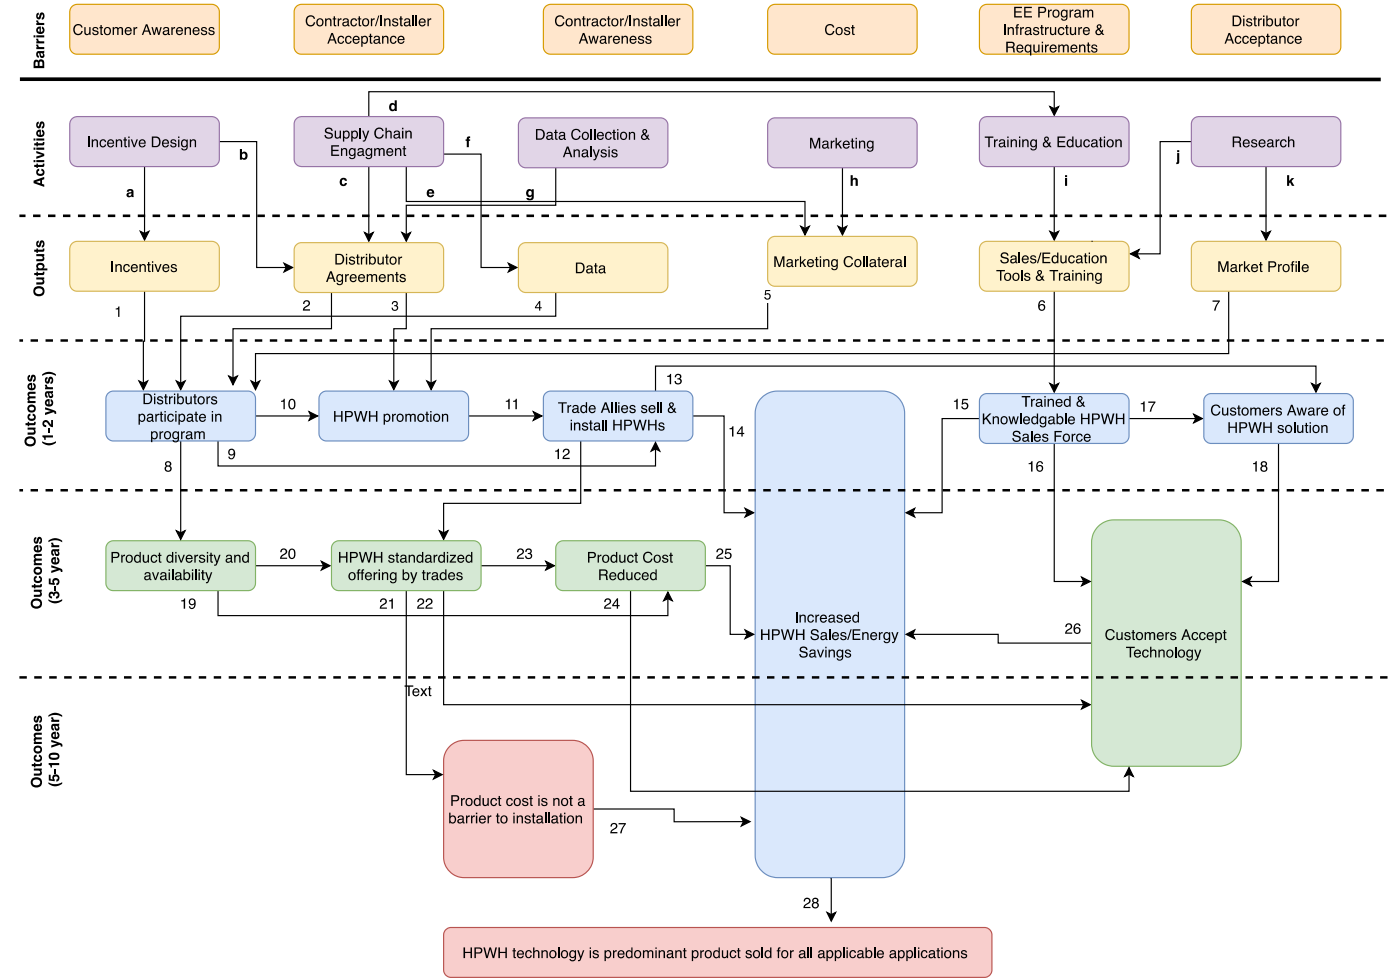 Barriers
Customer Awareness
Contractor/Installer
Acceptance
Contractor/Installer
Awareness
Cost
EE Program
Infrastructure &
Requirements
Distributor
Acceptance
Activities
Incentive Design
Supply Chain
Engagment
Data Collection &
Analysis
Marketing
Training & Education
Research
a
b
c
d
e
f
g
h
i
j
k
Outputs
Incentives
Distributor
Agreements
Data
Marketing Collateral
Sales/Education
Tools & Training
Market Profile
1
2
3
4
5
6
7
Outcomes
(1-2 years)
Distributors
participate in
program
10
HPWH promotion
11
Trade Allies sell &
install HPWHs
13
14
15
Trained &
Knowledgable HPWH
Sales Force
17
Customers Aware of
HPWH solution
8
9
12
16
18
Outcomes
(3-5 year)
Product diversity and
availability
20
HPWH standardized
offering by trades
23
Product Cost
Reduced
25
19
21
22
24
Increased
HPWH Sales/Energy
Savings
26
Customers Accept
Technology
Text
Outcomes
(5-10 year)
Product cost is not a
barrier to installation
27
28
HPWH technology is predominant product sold for all applicable applications